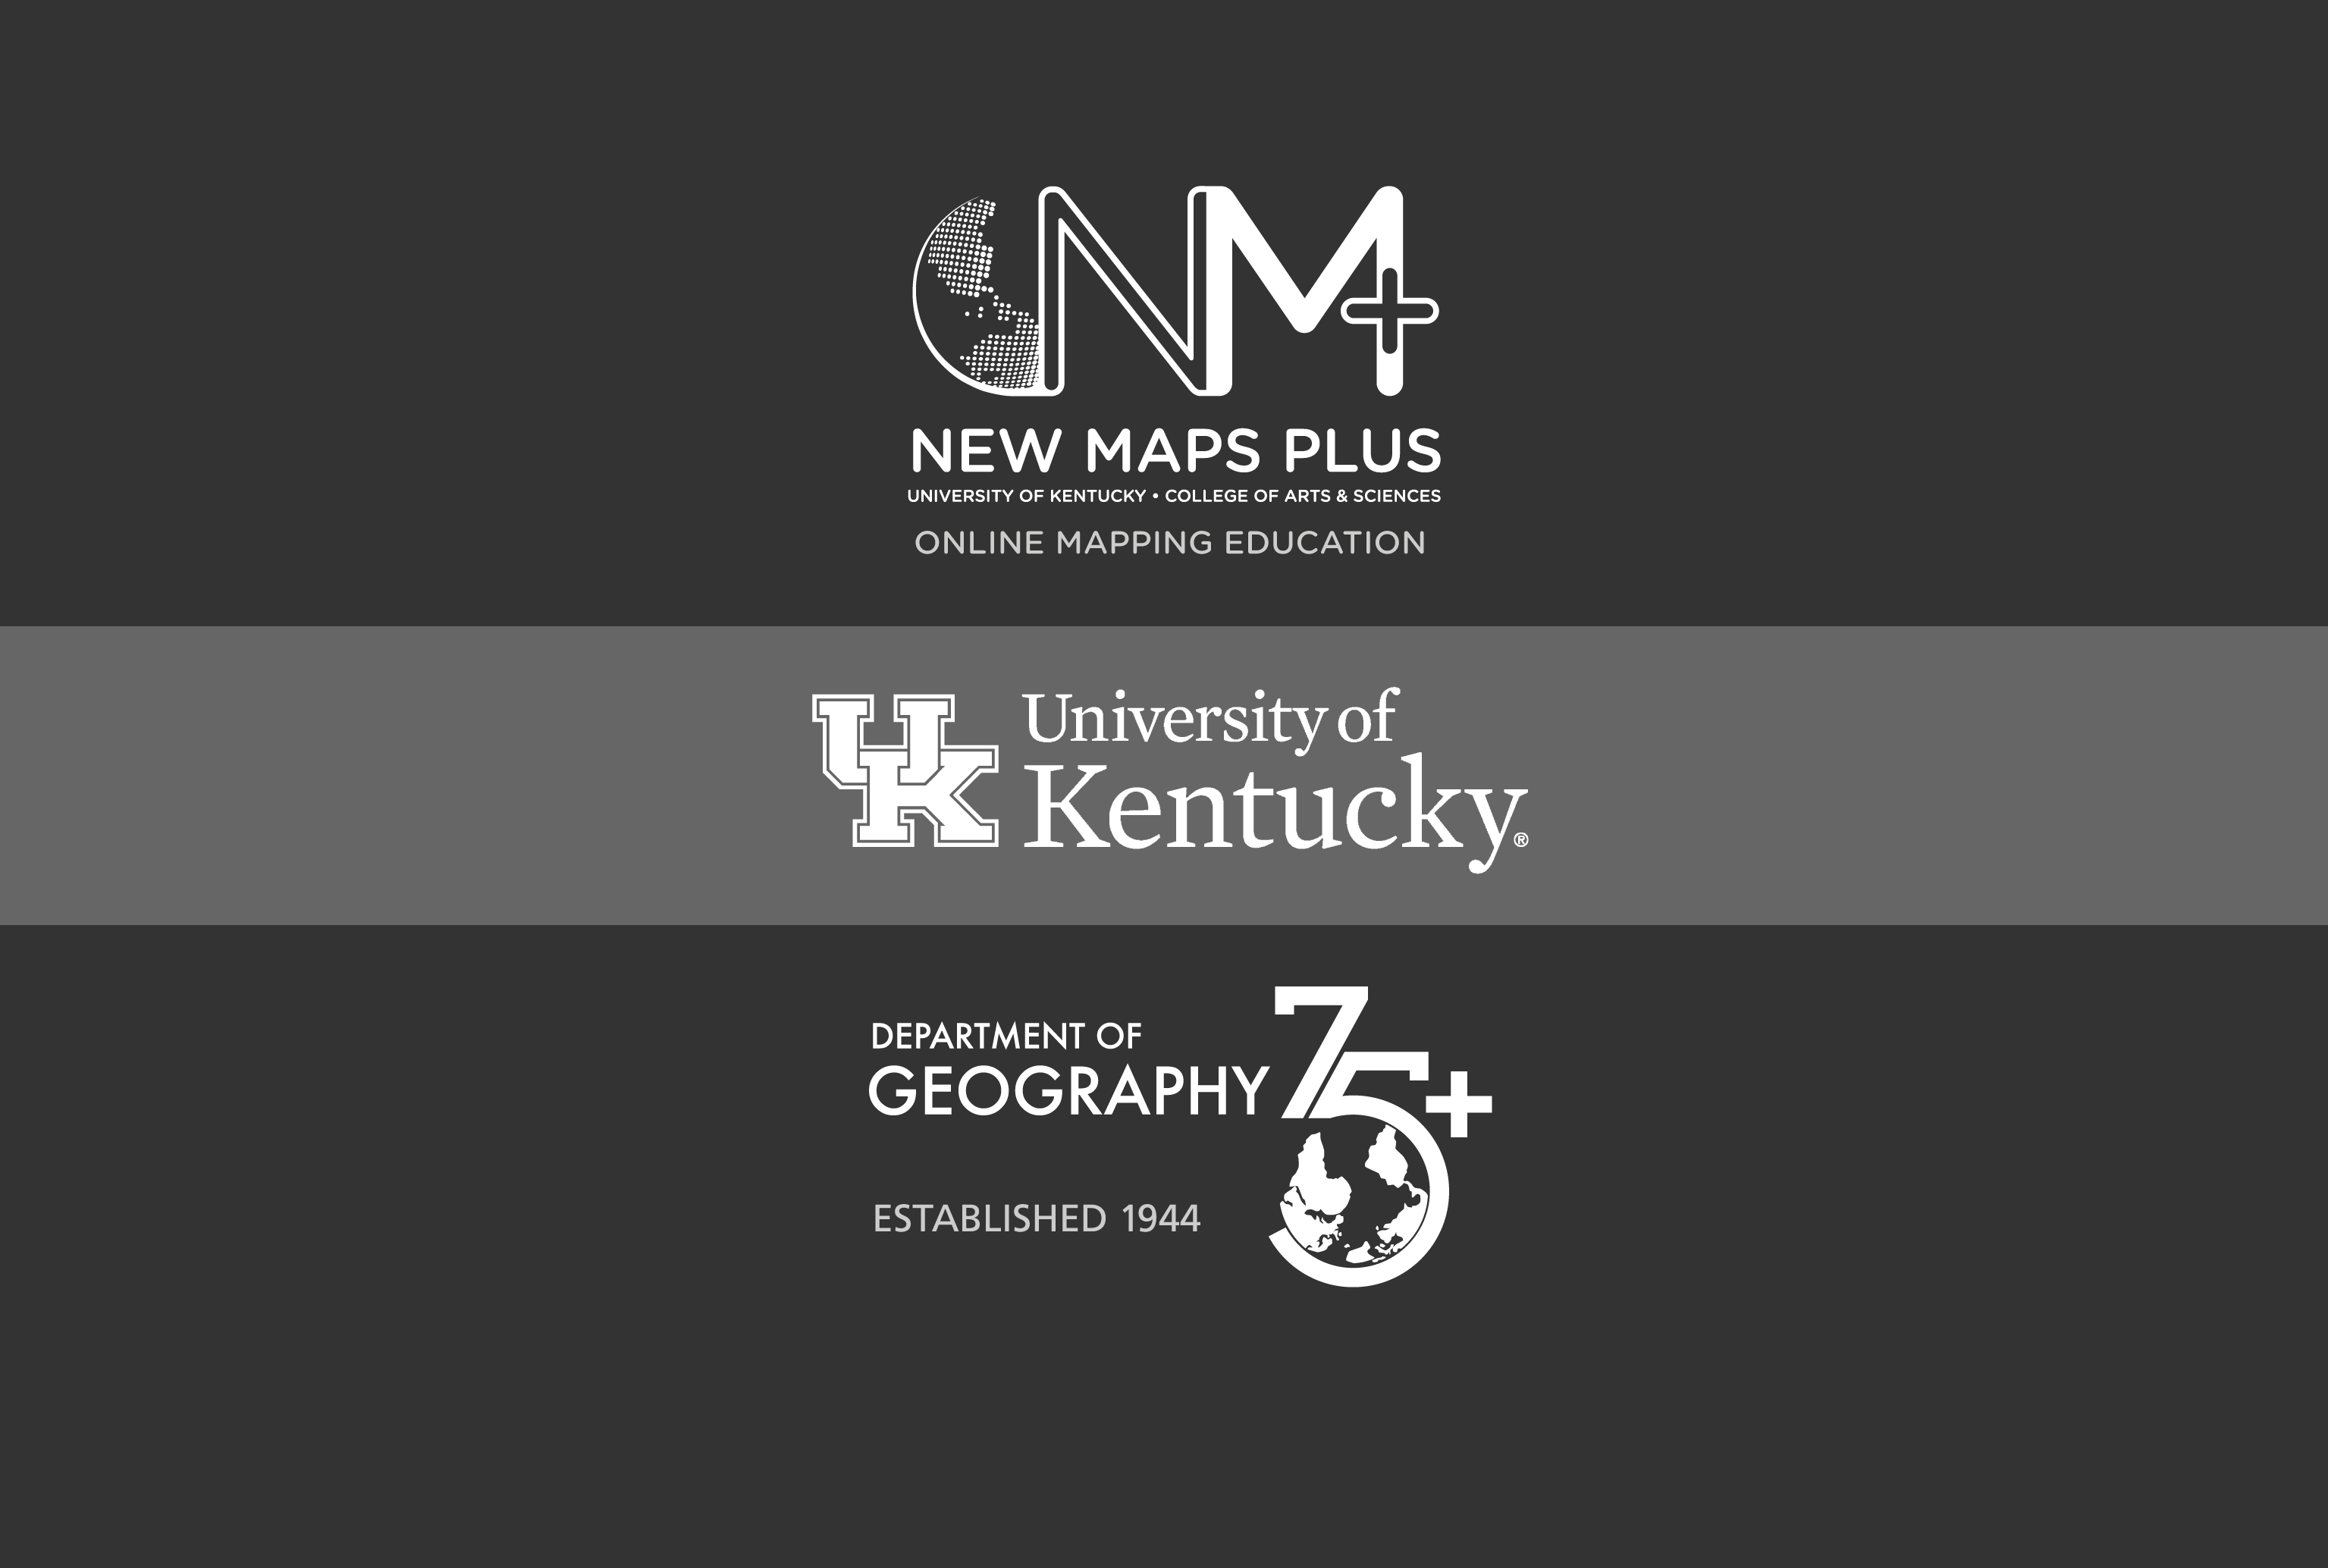 NM+
NEW MAPS PLUS
UNIVERSITY OF KENTUCKY • COLLEGE OF ARTS & SCIENCES
ONLINE MAPPING EDUCATION
UK
University of
Kentucky®
DEPARTMENT OF
GEOGRAPHY
75+
ESTABLISHED 1944